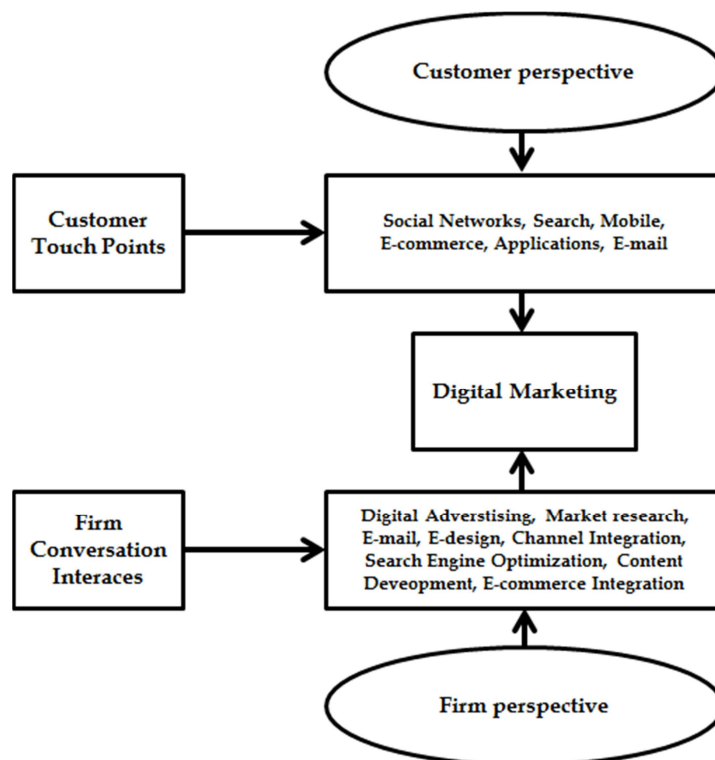 Customer perspective
Customer
Touch Points
Social Networks, Search, Mobile,
E-commerce, Applications, E-mail
Digital Marketing
Firm
Conversation
Interaces
Digital Adverstising, Market research,
E-mail, E-design, Channel Integration,
Search Engine Optimization, Content
Deveopment, E-commerce Integration
Firm perspective